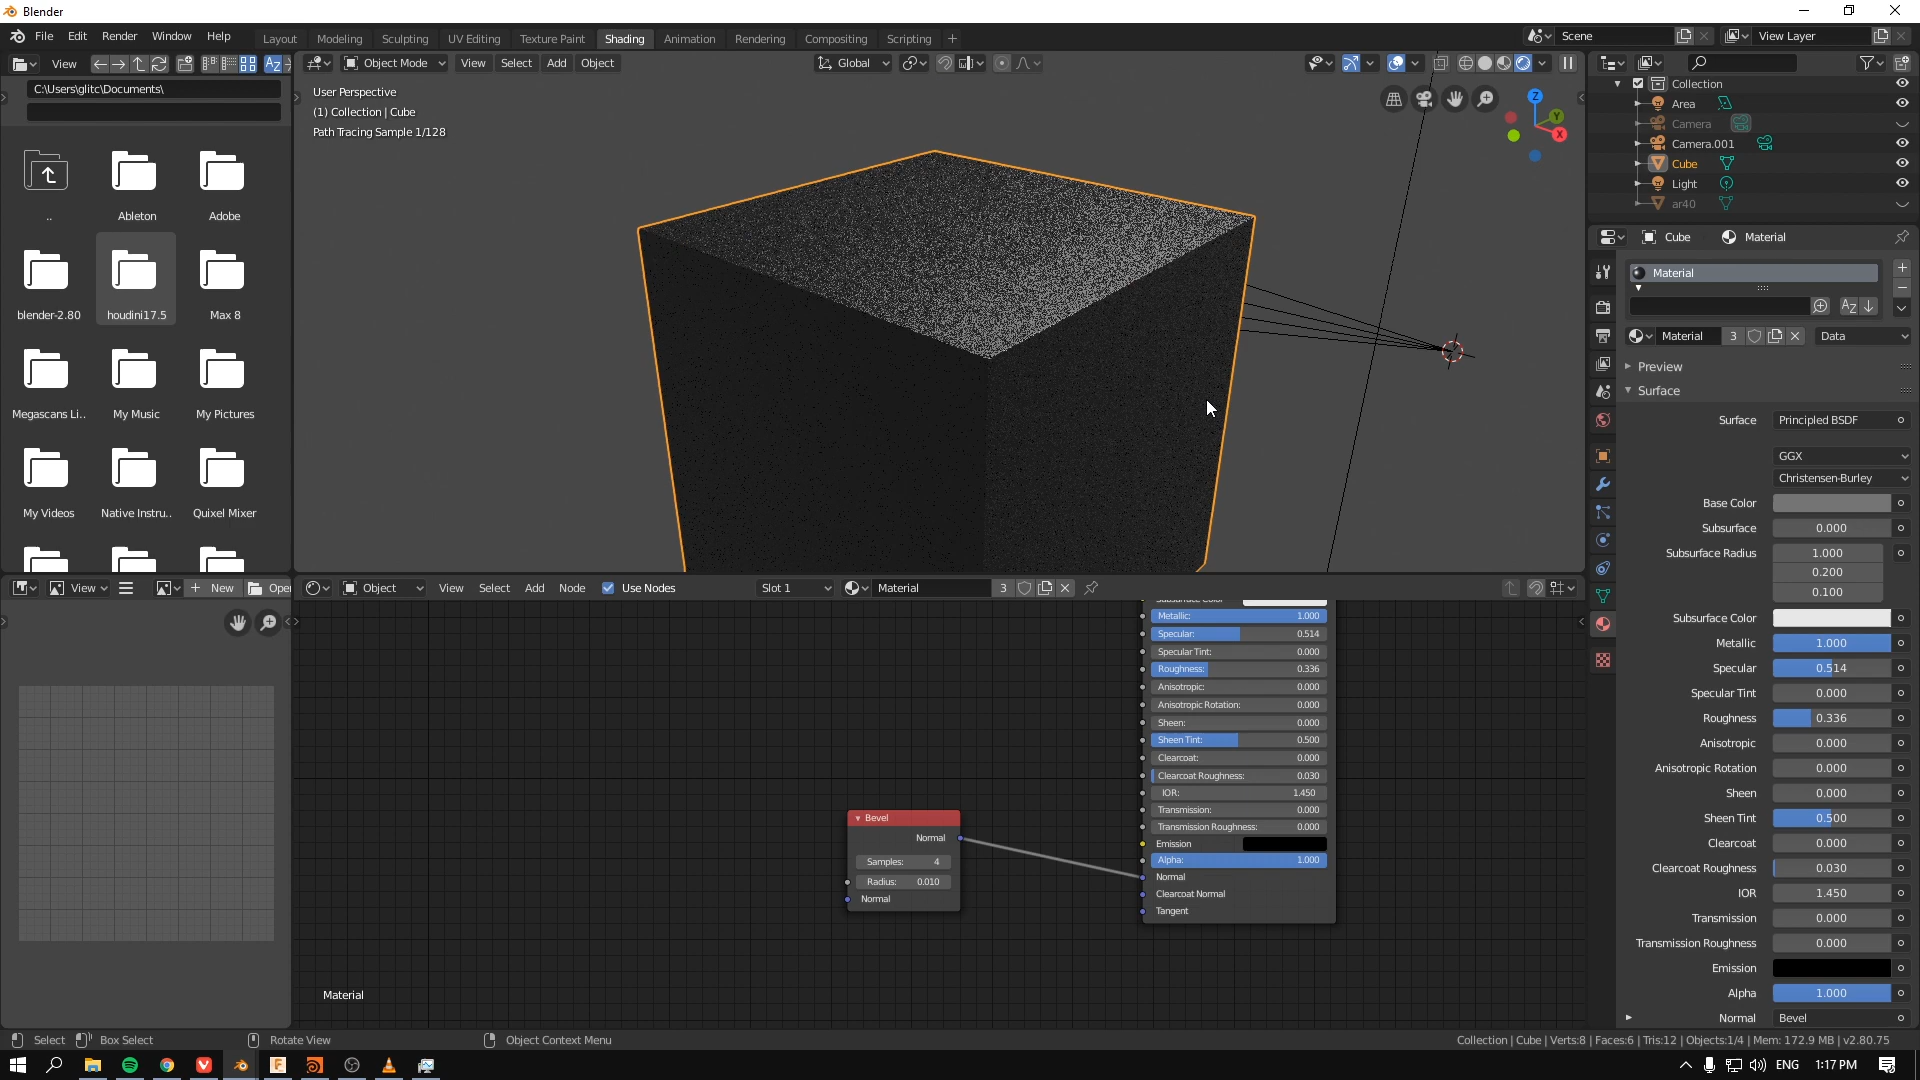 Blender
File Edit Render Window Help
Layout Modeling Sculpting UV Editing Texture Paint Shading Animation Rendering Compositing Scripting
Scene
View Layer
View
Object Mode View Select Add Object
Global
C:\Users\glitc\Documents\
User Perspective
(1) Collection | Cube
Path Tracing Sample 1/128
Z
Y
X
.. Ableton Adobe
blender-2.80 houdini17.5 Max 8
Megascans Li.. My Music My Pictures
My Videos Native Instru.. Quixel Mixer
Collection
Area
Camera
Camera.001
Cube
Light
ar40
Cube Material
Material
Material 3 Data
Preview
Surface
Surface Principled BSDF
GGX
Christensen-Burley
Base Color
Subsurface 0.000
Subsurface Radius 1.000
0.200
0.100
Subsurface Color
Metallic 1.000
Specular 0.514
Specular Tint 0.000
Roughness 0.336
Anisotropic 0.000
Anisotropic Rotation 0.000
Sheen 0.000
Sheen Tint 0.500
Clearcoat 0.000
Clearcoat Roughness 0.030
IOR 1.450
Transmission 0.000
Transmission Roughness 0.000
Emission
Alpha 1.000
Normal Bevel
View New Open
Object View Select Add Node Use Nodes Slot 1 Material 3
Metallic: 1.000
Specular: 0.514
Specular Tint: 0.000
Roughness: 0.336
Anisotropic: 0.000
Anisotropic Rotation: 0.000
Sheen: 0.000
Sheen Tint: 0.500
Clearcoat: 0.000
Clearcoat Roughness: 0.030
IOR: 1.450
Transmission: 0.000
Transmission Roughness: 0.000
Emission
Alpha: 1.000
Normal
Clearcoat Normal
Tangent
Bevel
Normal
Samples: 4
Radius: 0.010
Normal
Material
Select Box Select Rotate View Object Context Menu
Collection | Cube | Verts:8 | Faces:6 | Tris:12 | Objects:1/4 | Mem: 172.9 MB | v2.80.75
ENG 1:17 PM